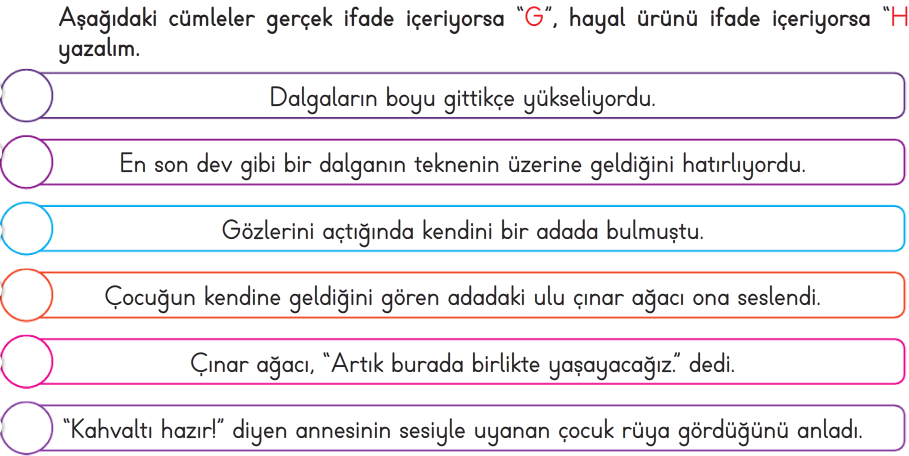 Aşağıdaki cümleler gerçek ifade içeriyorsa “G”, hayal ürünü ifade içeriyorsa “H
yazalım.
Dalgaların boyu gittikçe yükseliyordu.
En son dev gibi bir dalganın teknenin üzerine geldiğini hatırlıyordu.
Gözlerini açtığında kendini bir adada bulmuştu.
Çocuğun kendine geldiğini gören adadaki ulu çınar ağacı ona seslendi.
Çınar ağacı, “Artık burada birlikte yaşayacağız.” dedi.
“Kahvaltı hazır!” diyen annesinin sesiyle uyanan çocuk rüya gördüğünü anladı.